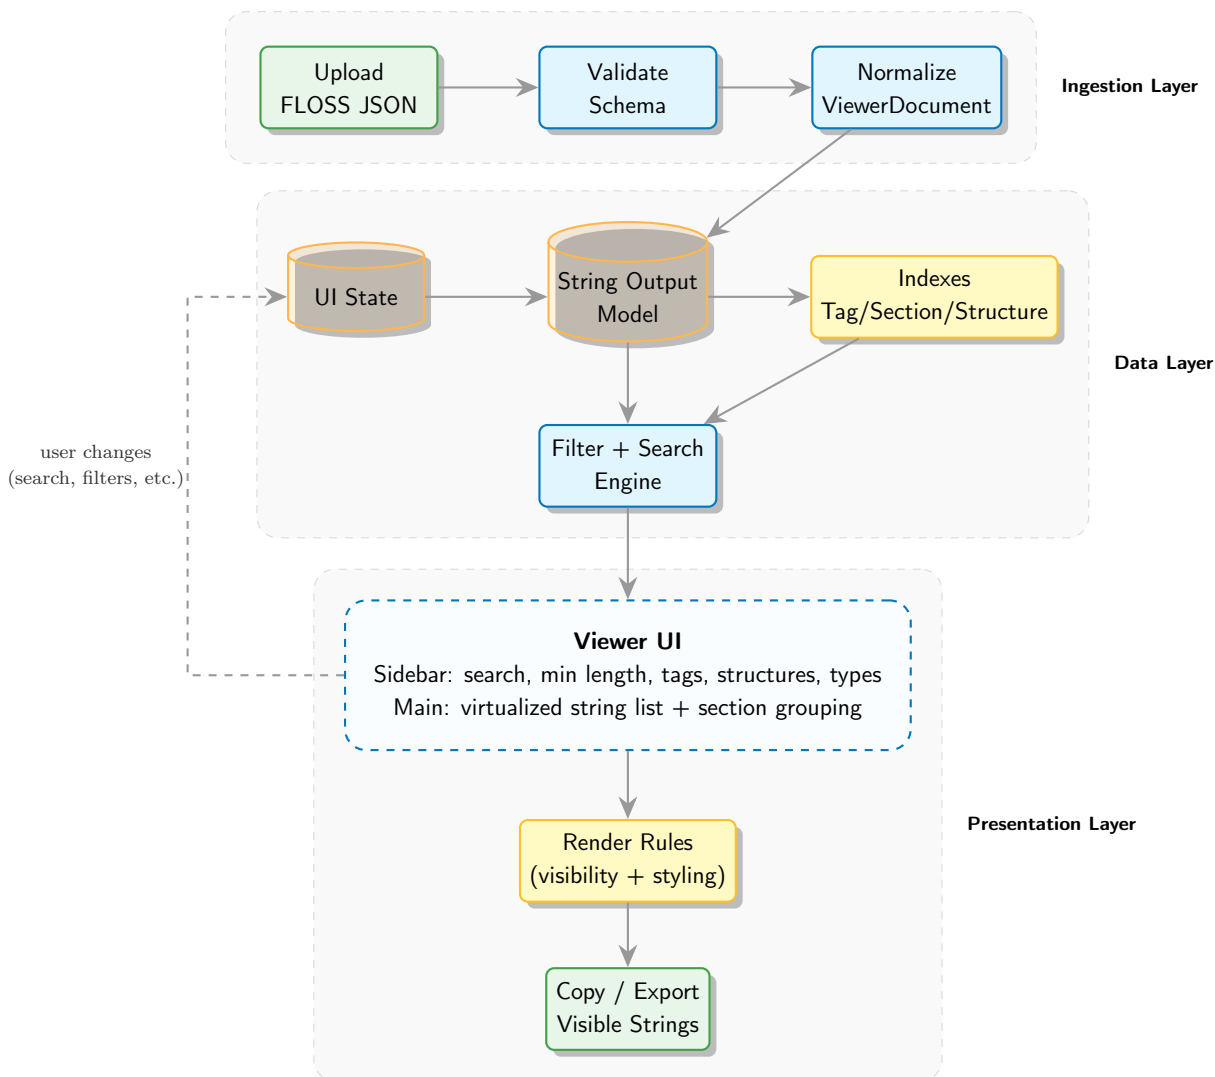 Upload
FLOSS JSON
Validate
Schema
Normalize
ViewerDocument
Ingestion Layer
UI State
String Output
Model
Indexes
Tag/Section/Structure
Data Layer
Filter + Search
Engine
user changes
(search, filters, etc.)
Viewer UI
Sidebar: search, min length, tags, structures, types
Main: virtualized string list + section grouping
Render Rules
(visibility + styling)
Presentation Layer
Copy / Export
Visible Strings